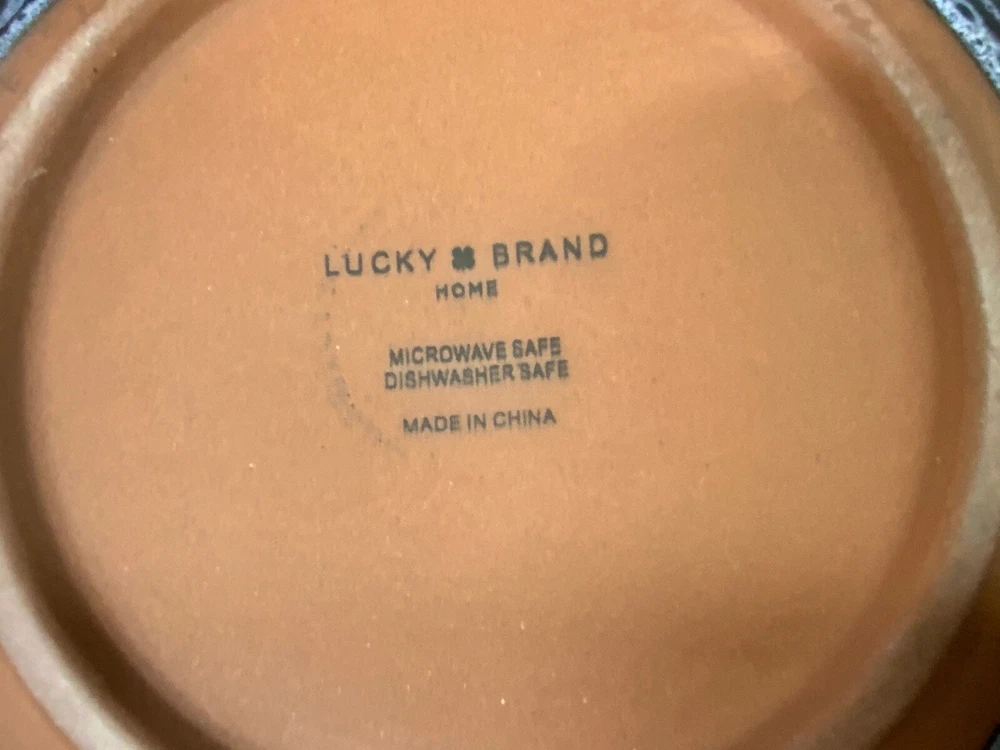 LUCKY BRAND
HOME
MICROWAVE SAFE
DISHWASHER SAFE
MADE IN CHINA